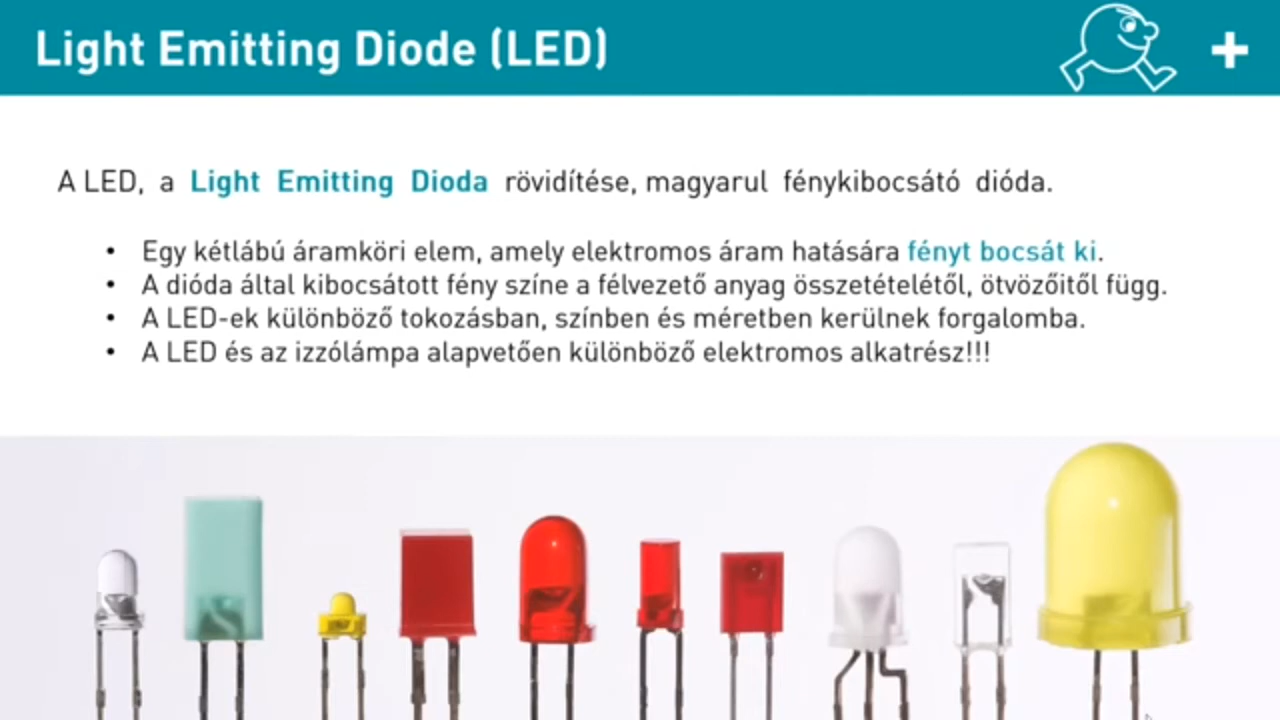 Light Emitting Diode (LED)
A LED, a Light Emitting Dioda rövidítése, magyarul fénykibocsátó dióda.
• Egy kétlábú áramköri elem, amely elektromos áram hatására fényt bocsát ki.
• A dióda által kibocsátott fény színe a félvezető anyag összetételétől, ötvözőitől függ.
• A LED-ek különböző tokozásban, színben és méretben kerülnek forgalomba.
• A LED és az izzólámpa alapvetően különböző elektromos alkatrész!!!